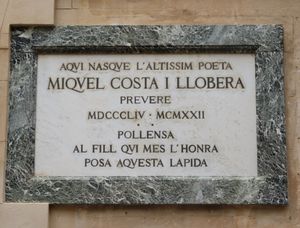 AQVI NASQVE L'ALTISSIM POETA
MIQVEL COSTA I LLOBERA
PREVERE
MDCCCLIV · MCMXXII
POLLENSA
AL FILL QVI MES L'HONRA
POSA AQVESTA LAPIDA